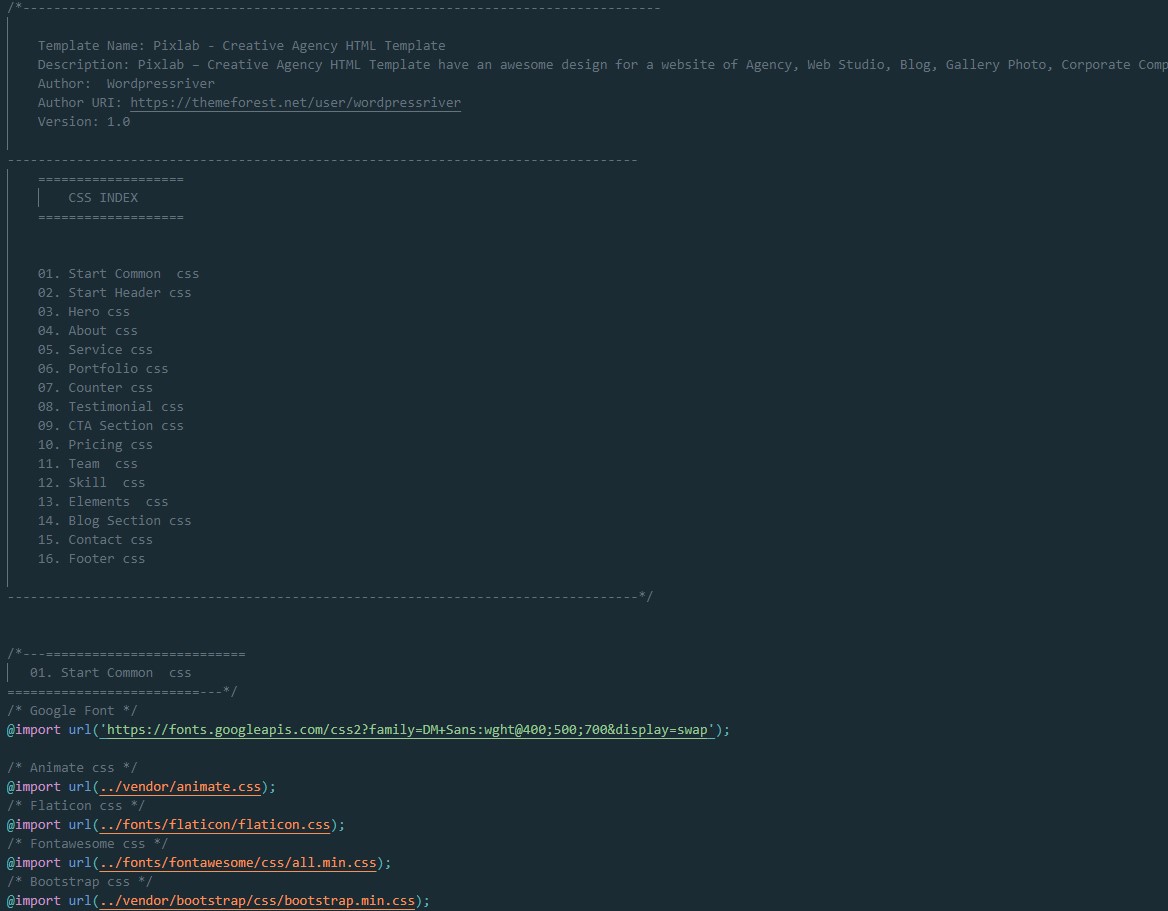 /*-----------------------------------------------------------------------------------
Template Name: Pixlab - Creative Agency HTML Template
Description: Pixlab – Creative Agency HTML Template have an awesome design for a website of Agency, Web Studio, Blog, Gallery Photo, Corporate Comp
Author:  Wordpressriver
Author URI: https://themeforest.net/user/wordpressriver
Version: 1.0
----------------------------------------------------------------------------------
===================
CSS INDEX
===================
01. Start Common  css
02. Start Header css
03. Hero css
04. About css
05. Service css
06. Portfolio css
07. Counter css
08. Testimonial css
09. CTA Section css
10. Pricing css
11. Team  css
12. Skill  css
13. Elements  css
14. Blog Section css
15. Contact css
16. Footer css
----------------------------------------------------------------------------------*/
/*---==========================
01. Start Common  css
=========================---*/
/* Google Font */
@import url('https://fonts.googleapis.com/css2?family=DM+Sans:wght@400;500;700&display=swap');
/* Animate css */
@import url(../vendor/animate.css);
/* Flaticon css */
@import url(../fonts/flaticon/flaticon.css);
/* Fontawesome css */
@import url(../fonts/fontawesome/css/all.min.css);
/* Bootstrap css */
@import url(../vendor/bootstrap/css/bootstrap.min.css);